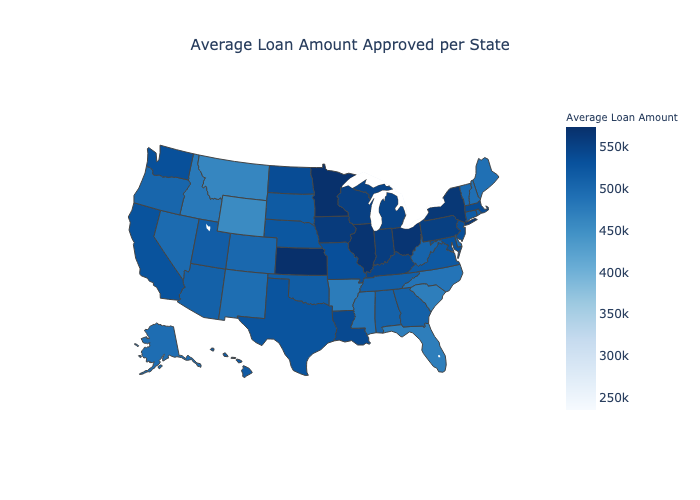 Average Loan Amount Approved per State
Average Loan Amount
550k
500k
450k
400k
350k
300k
250k